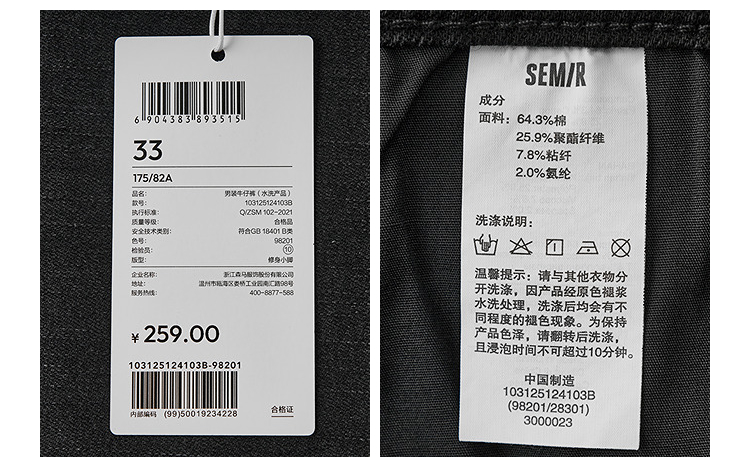 6 904383 893515
33
175/82A
品名: 男装牛仔裤（水洗产品）
款号: 103125124103B
执行标准: Q/ZSM 102-2021
质量等级: 合格品
安全技术类别: 符合GB 18401 B类
色号: 98201
检验员: 10
版型: 修身小脚
企业名称: 浙江森马服饰股份有限公司
地址: 温州市瓯海区娄桥工业园南汇路98号
服务热线: 400-8877-588
¥ 259.00
103125124103B-98201
内部编码 (99)50019234228
合格证
SEMIR
成分
面料: 64.3%棉
25.9%聚酯纤维
7.8%粘纤
2.0%氨纶
洗涤说明:
温馨提示: 请与其他衣物分
开洗涤, 因产品经原色褪浆
水洗处理, 洗涤后均会有不
同程度的褪色现象。为保持
产品色泽, 请翻转后洗涤,
且浸泡时间不可超过10分钟。
中国制造
103125124103B
(98201/28301)
3000023